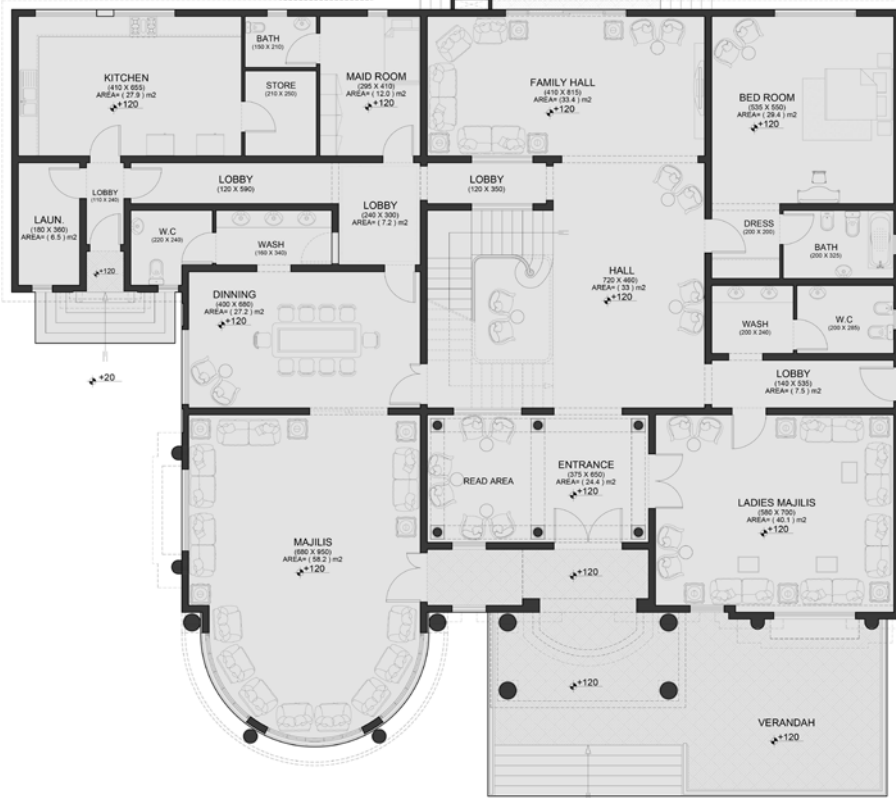 KITCHEN
(410 X 655)
AREA= ( 27.9 ) m2
+120
BATH
(150 X 210)
STORE
(210 X 250)
MAID ROOM
(295 X 410)
AREA= ( 12.0 ) m2
+120
FAMILY HALL
(410 X 815)
AREA= (33.4 ) m2
+120
BED ROOM
(535 X 550)
AREA= ( 29.4 ) m2
+120
LOBBY
(120 X 590)
LOBBY
(120 X 350)
LOBBY
(110 X 240)
LAUN.
(180 X 360)
AREA= ( 6.5 ) m2
LOBBY
(240 X 300)
AREA= ( 7.2 ) m2
W.C
(220 X 240)
WASH
(160 X 340)
+120
DRESS
(200 X 200)
BATH
(200 X 325)
HALL
720 X 460)
AREA= ( 33 ) m2
+120
DINNING
(400 X 680)
AREA= ( 27.2 ) m2
+120
WASH
(200 X 240)
W.C
(200 X 285)
+20
LOBBY
(140 X 535)
AREA= ( 7.5 ) m2
READ AREA
ENTRANCE
(375 X 650)
AREA= ( 24.4 ) m2
+120
LADIES MAJILIS
(580 X 700)
AREA= ( 40.1 ) m2
+120
MAJILIS
(680 X 950)
AREA= ( 58.2 ) m2
+120
+120
+120
VERANDAH
+120